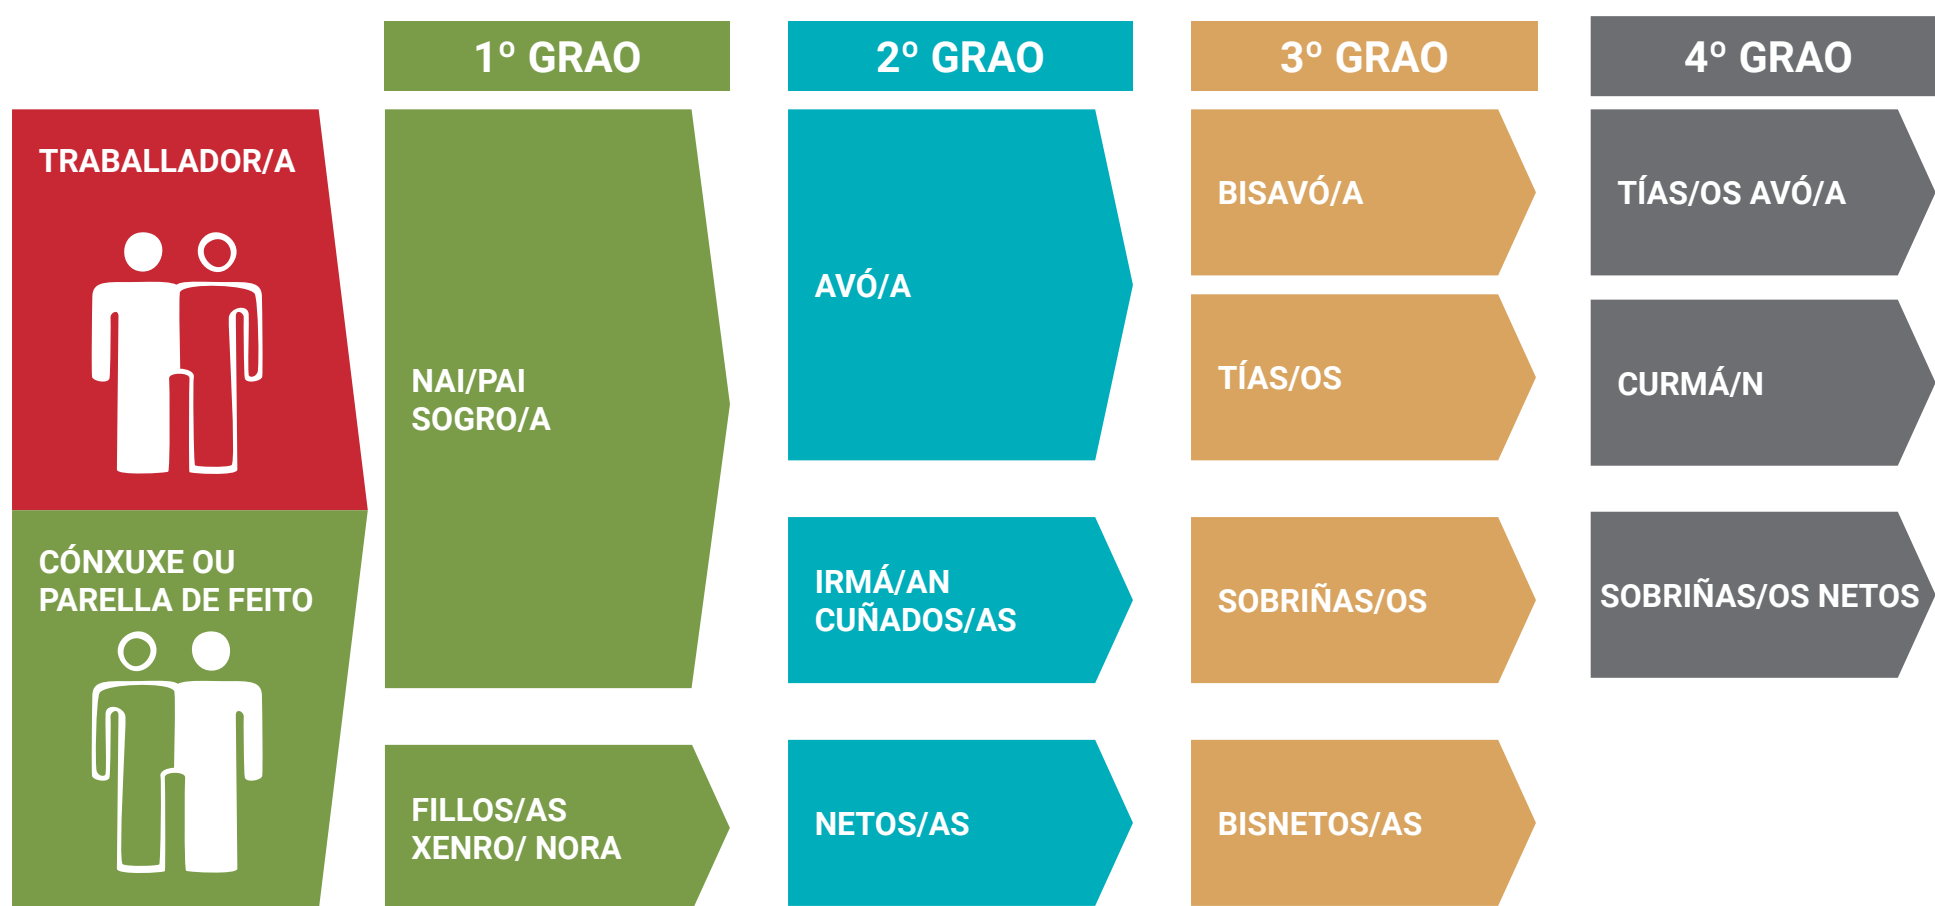 1º GRAO
2º GRAO
3º GRAO
4º GRAO
TRABALLADOR/A
CÓNXUXE OU
PARELLA DE FEITO
NAI/PAI
SOGRO/A
FILLOS/AS
XENRO/ NORA
AVÓ/A
IRMÁ/AN
CUÑADOS/AS
NETOS/AS
BISAVÓ/A
TÍAS/OS
SOBRIÑAS/OS
BISNETOS/AS
TÍAS/OS AVÓ/A
CURMÁ/N
SOBRIÑAS/OS NETOS